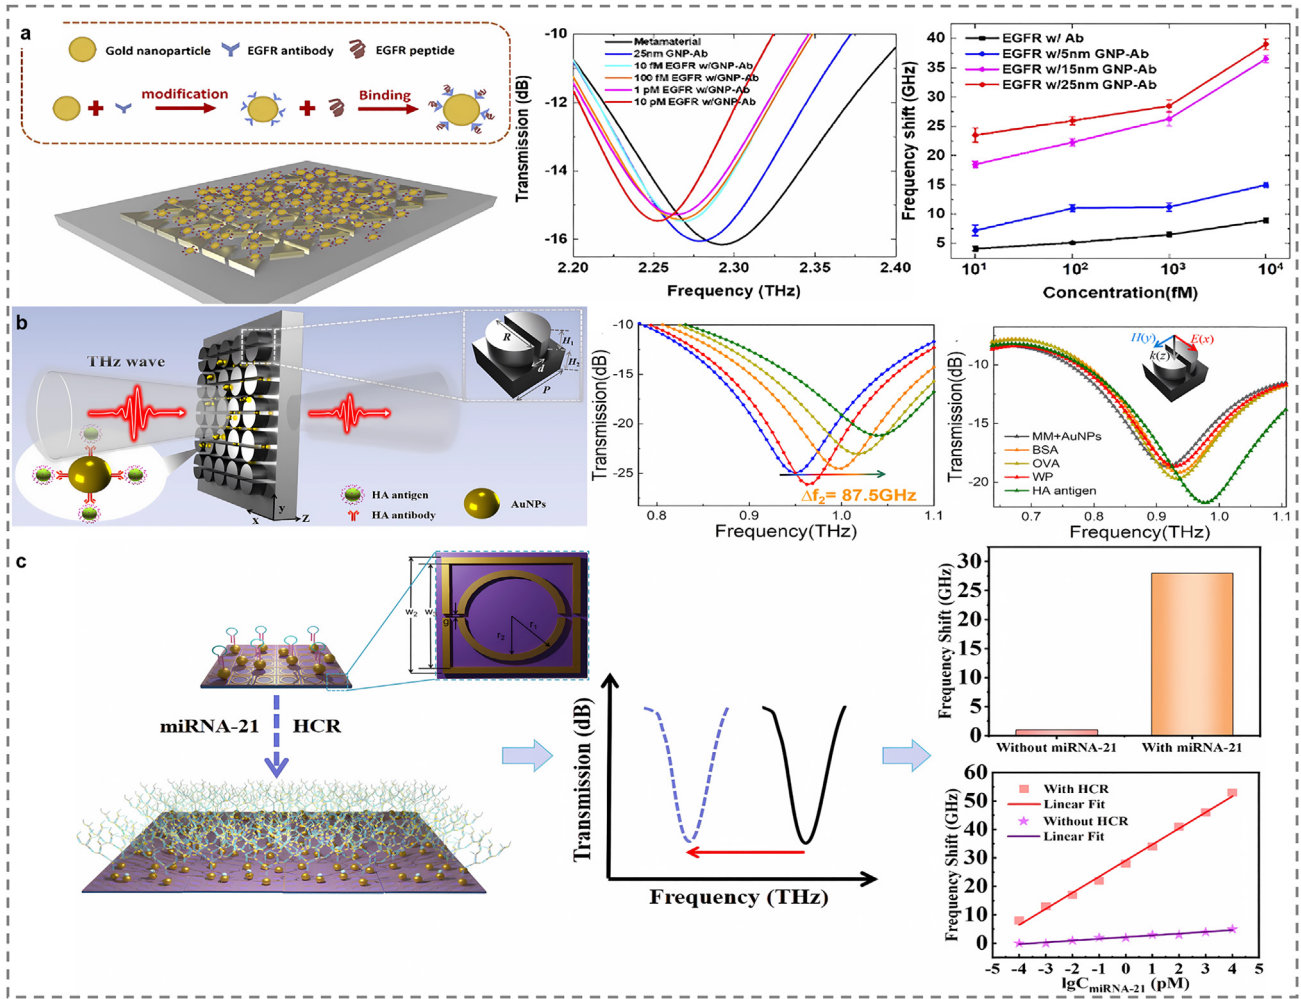 a
Gold nanoparticle EGFR antibody EGFR peptide
modification Binding
Transmission (dB)
-10
-12
-14
-16
Metamaterial
25nm GNP-Ab
10 fM EGFR w/GNP-Ab
100 fM EGFR w/GNP-Ab
1 pM EGFR w/GNP-Ab
10 pM EGFR w/GNP-Ab
2.20 2.25 2.30 2.35 2.40
Frequency (THz)
Frequency shift (GHz)
40
35
30
25
20
15
10
5
EGFR w/ Ab
EGFR w/5nm GNP-Ab
EGFR w/15nm GNP-Ab
EGFR w/25nm GNP-Ab
10¹ 10² 10³ 10⁴
Concentration(fM)
b
THz wave
R
H₁
H₂
d
P
HA antigen
HA antibody
AuNPs
x y Z
Transmission(dB)
-10
-15
-20
-25
Δf₂= 87.5GHz
0.8 0.9 1.0 1.1
Frequency(THz)
Transmission(dB)
-10
-15
-20
H(y) E(x)
k(z)
MM+AuNPs
BSA
OVA
WP
HA antigen
0.7 0.8 0.9 1.0 1.1
Frequency(THz)
c
w₂ w
g
r₂ r₁
miRNA-21 HCR
Transmission (dB)
Frequency (THz)
Frequency Shift (GHz)
30
25
20
15
10
5
0
Without miRNA-21 With miRNA-21
Frequency Shift (GHz)
60
50
40
30
20
10
0
With HCR
Linear Fit
Without HCR
Linear Fit
-5 -4 -3 -2 -1 0 1 2 3 4 5
lgC miRNA-21 (pM)